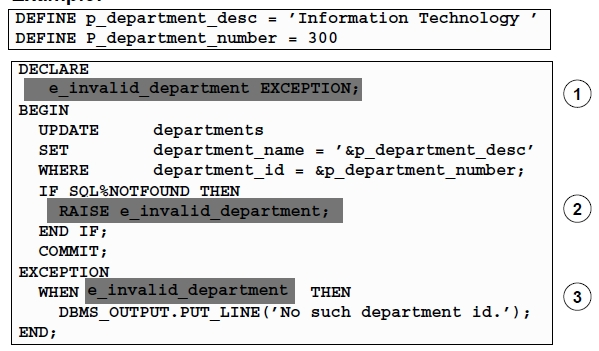 DEFINE p_department_desc = ’Information Technology ’
DEFINE P_department_number = 300
DECLARE
e_invalid_department EXCEPTION;
1
BEGIN
UPDATE departments
SET department_name = ’&p_department_desc’
WHERE department_id = &p_department_number;
IF SQL%NOTFOUND THEN
RAISE e_invalid_department;
2
END IF;
COMMIT;
EXCEPTION
WHEN e_invalid_department THEN
3
DBMS_OUTPUT.PUT_LINE(’No such department id.’);
END;